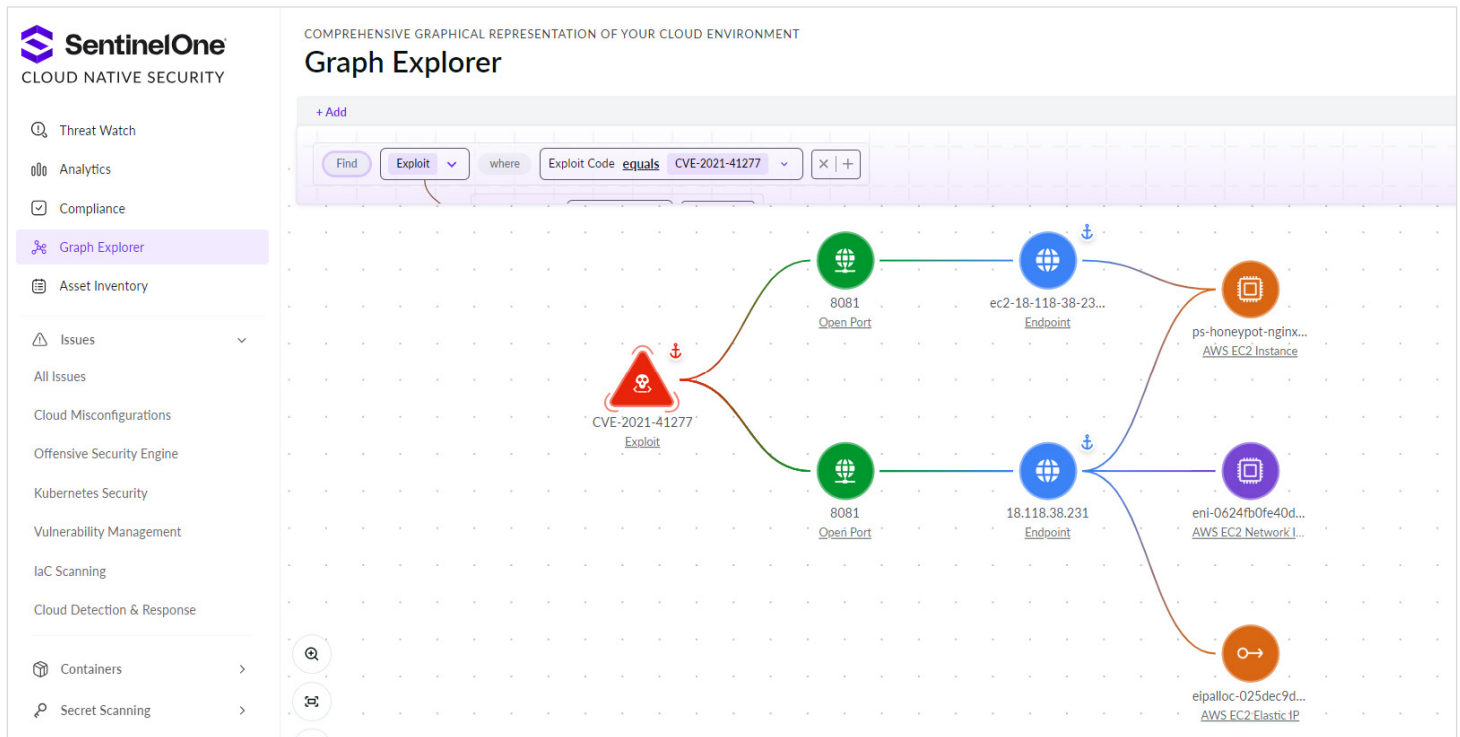 SentinelOne
CLOUD NATIVE SECURITY
Threat Watch
Analytics
Compliance
Graph Explorer
Asset Inventory
Issues
All Issues
Cloud Misconfigurations
Offensive Security Engine
Kubernetes Security
Vulnerability Management
IaC Scanning
Cloud Detection & Response
Containers
Secret Scanning
COMPREHENSIVE GRAPHICAL REPRESENTATION OF YOUR CLOUD ENVIRONMENT
Graph Explorer
+ Add
Find Exploit where Exploit Code equals CVE-2021-41277
8081
Open Port
ec2-18-118-38-23...
Endpoint
ps-honeypot-nginx...
AWS EC2 Instance
CVE-2021-41277
Exploit
8081
Open Port
18.118.38.231
Endpoint
eni-0624fb0fe40d...
AWS EC2 Network I...
eipalloc-025dec9d...
AWS EC2 Elastic IP